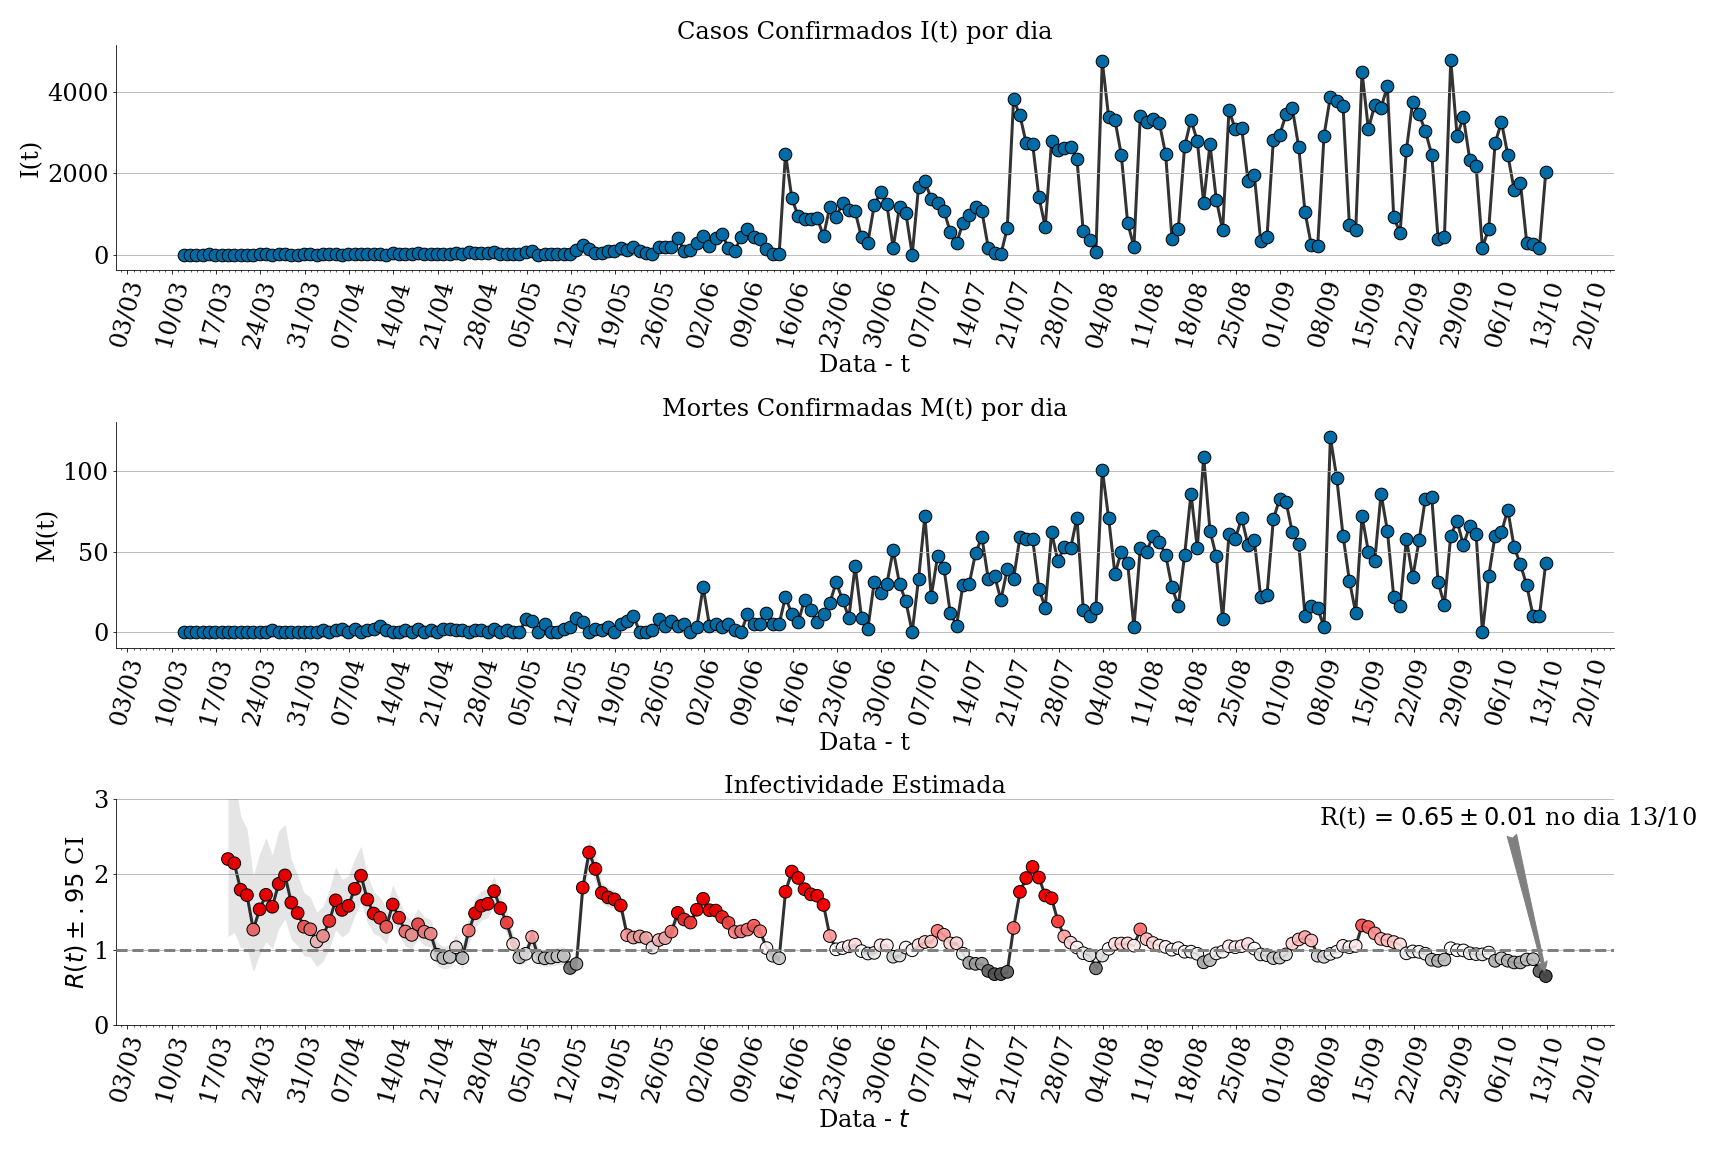 Casos Confirmados I(t) por dia
I(t)
4000
2000
0
03/03 10/03 17/03 24/03 31/03 07/04 14/04 21/04 28/04 05/05 12/05 19/05 26/05 02/06 09/06 16/06 23/06 30/06 07/07 14/07 21/07 28/07 04/08 11/08 18/08 25/08 01/09 08/09 15/09 22/09 29/09 06/10 13/10 20/10
Data - t
Mortes Confirmadas M(t) por dia
M(t)
100
50
0
03/03 10/03 17/03 24/03 31/03 07/04 14/04 21/04 28/04 05/05 12/05 19/05 26/05 02/06 09/06 16/06 23/06 30/06 07/07 14/07 21/07 28/07 04/08 11/08 18/08 25/08 01/09 08/09 15/09 22/09 29/09 06/10 13/10 20/10
Data - t
Infectividade Estimada
R(t) ± .95 CI
3
R(t) = 0.65 ± 0.01 no dia 13/10
2
1
0
03/03 10/03 17/03 24/03 31/03 07/04 14/04 21/04 28/04 05/05 12/05 19/05 26/05 02/06 09/06 16/06 23/06 30/06 07/07 14/07 21/07 28/07 04/08 11/08 18/08 25/08 01/09 08/09 15/09 22/09 29/09 06/10 13/10 20/10
Data - t